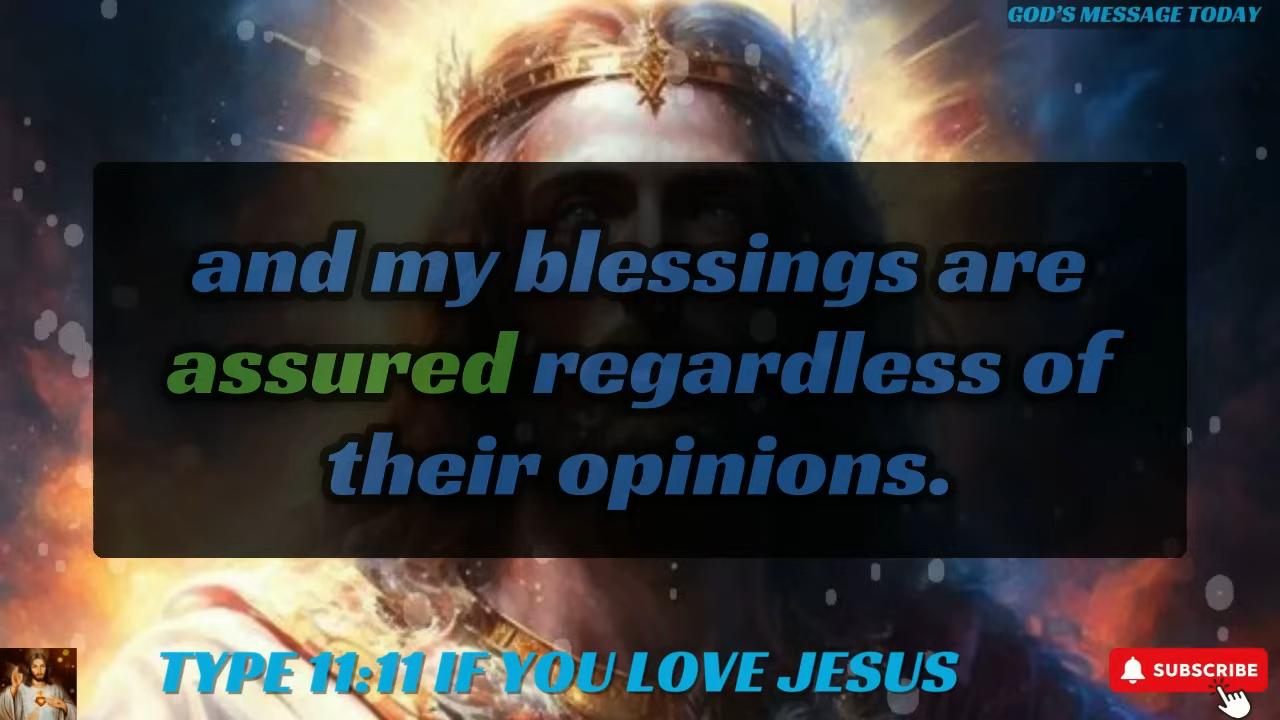 GOD'S MESSAGE TODAY
and my blessings are
assured regardless of
their opinions.
TYPE 11:11 IF YOU LOVE JESUS
SUBSCRIBE